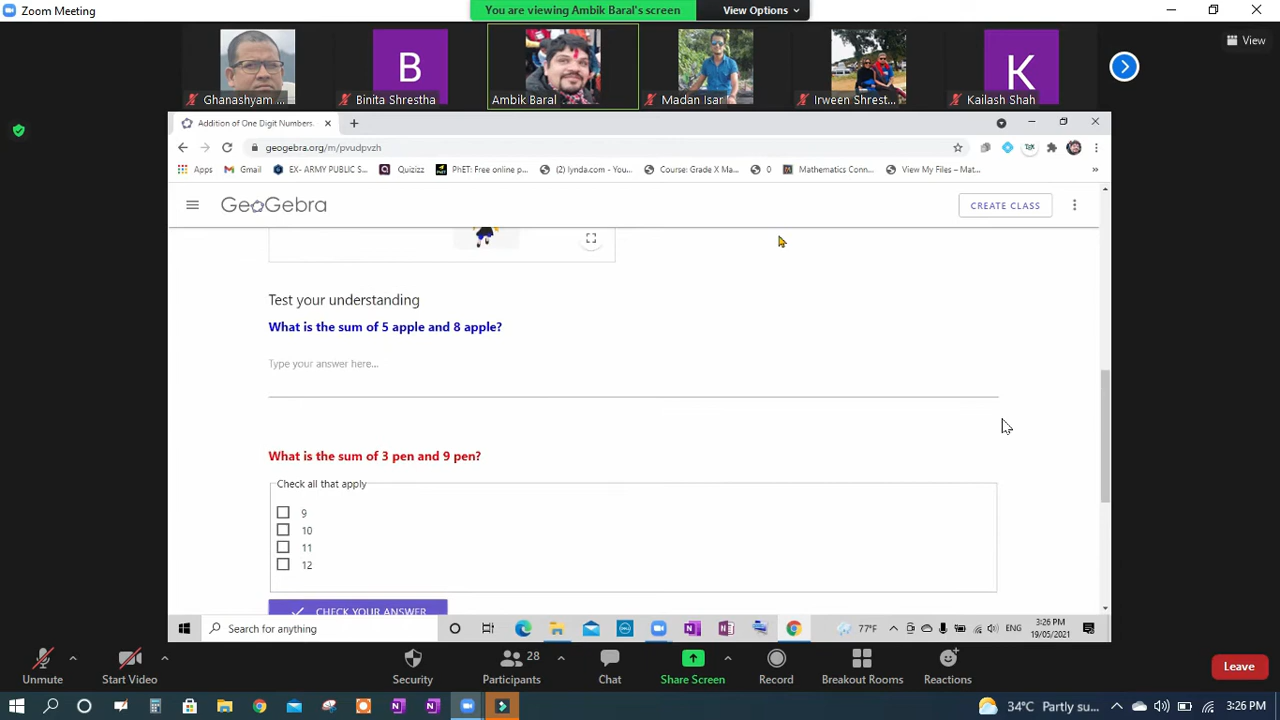 Zoom Meeting
You are viewing Ambik Baral's screen
View Options
View
Ghanashyam ...
B
Binita Shrestha
Ambik Baral
Madan Isar
Irween Shrest...
K
Kailash Shah
Addition of One Digit Numbers.
geogebra.org/m/pvudpvzh
Apps
Gmail
EX- ARMY PUBLIC S...
Quizizz
PhET: Free online p...
() lynda.com - You...
Course: Grade X Ma...
0
Mathematics Conn...
View My Files – Mat...
GeoGebra
CREATE CLASS
Test your understanding
What is the sum of 5 apple and 8 apple?
Type your answer here...
What is the sum of 3 pen and 9 pen?
Check all that apply
9
10
11
12
CHECK YOUR ANSWER
Search for anything
77°F
ENG
3:26 PM
19/05/2021
Unmute
Start Video
Security
28
Participants
Chat
Share Screen
Record
Breakout Rooms
Reactions
Leave
34°C Partly su...
3:26 PM